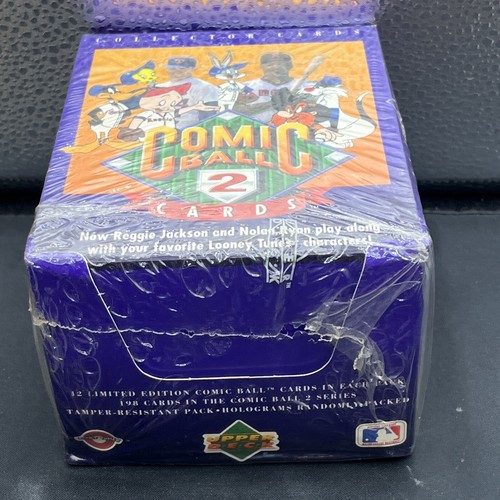 COLLECTOR CARDS
COMIC
BALL
2
CARDS
Now Reggie Jackson and Nolan Ryan play along
with your favorite Looney Tunes characters!
12 LIMITED EDITION COMIC BALL™ CARDS IN EACH PACK
198 CARDS IN THE COMIC BALL 2 SERIES
TAMPER-RESISTANT PACK • HOLOGRAMS RANDOMLY PACKED
UPPER
DECK